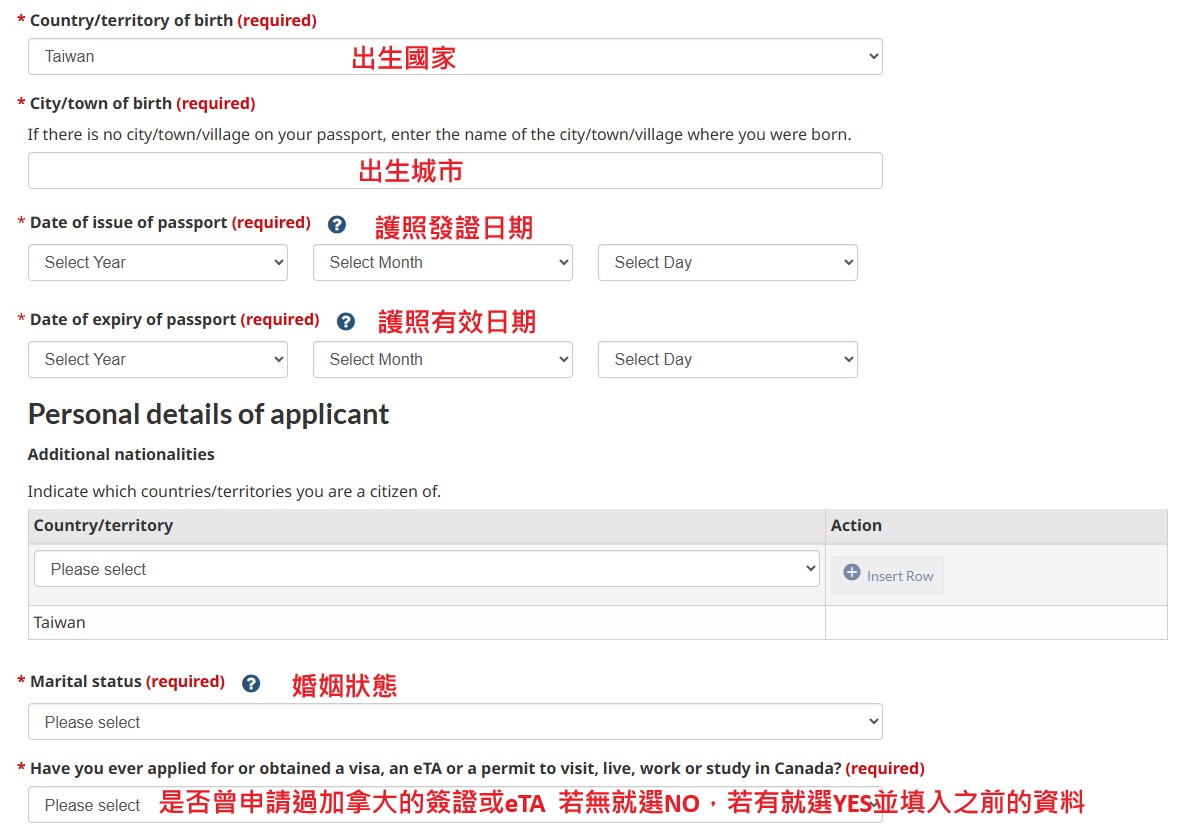 * Country/territory of birth (required)
Taiwan 出生國家
* City/town of birth (required)
If there is no city/town/village on your passport, enter the name of the city/town/village where you were born.
出生城市
* Date of issue of passport (required) ? 護照發證日期
Select Year Select Month Select Day
* Date of expiry of passport (required) ? 護照有效日期
Select Year Select Month Select Day
Personal details of applicant
Additional nationalities
Indicate which countries/territories you are a citizen of.
Country/territory Action
Please select Insert Row
Taiwan
* Marital status (required) ? 婚姻狀態
Please select
* Have you ever applied for or obtained a visa, an eTA or a permit to visit, live, work or study in Canada? (required)
Please select 是否曾申請過加拿大的簽證或eTA 若無就選NO，若有就選YES並填入之前的資料